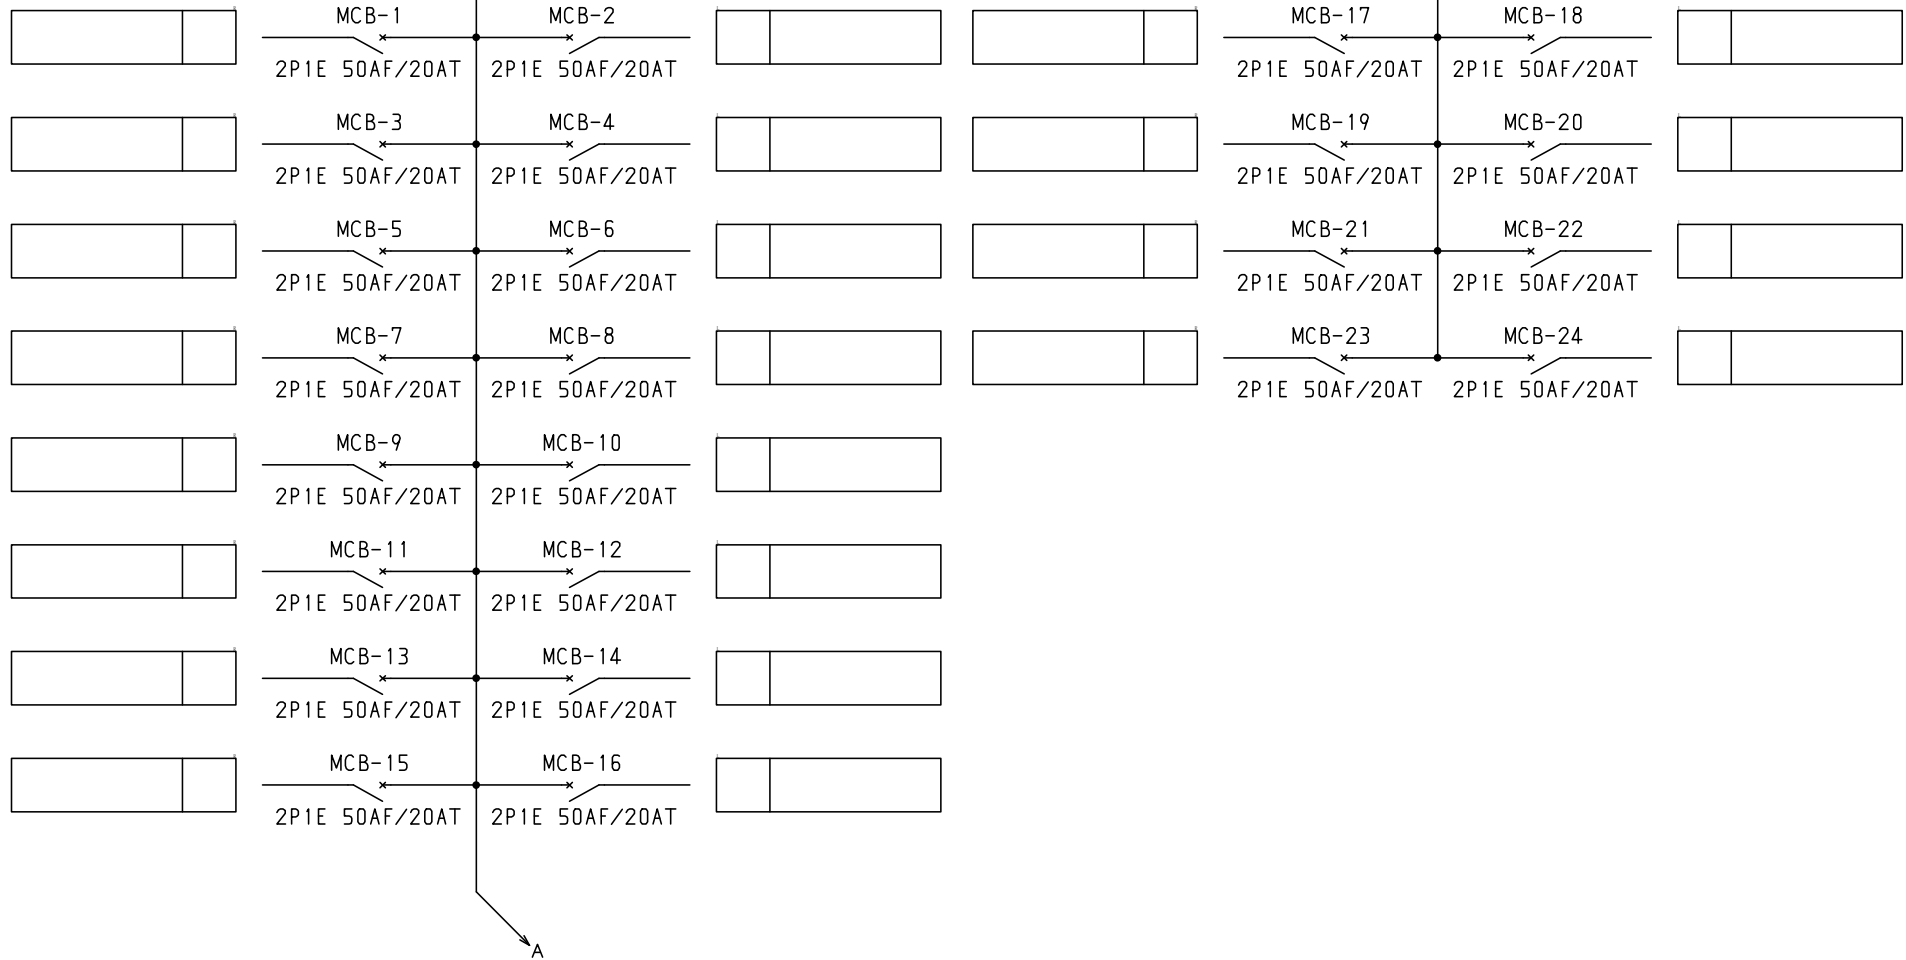 MCB-1 MCB-2 MCB-17 MCB-18
2P1E 50AF/20AT 2P1E 50AF/20AT 2P1E 50AF/20AT 2P1E 50AF/20AT
MCB-3 MCB-4 MCB-19 MCB-20
2P1E 50AF/20AT 2P1E 50AF/20AT 2P1E 50AF/20AT 2P1E 50AF/20AT
MCB-5 MCB-6 MCB-21 MCB-22
2P1E 50AF/20AT 2P1E 50AF/20AT 2P1E 50AF/20AT 2P1E 50AF/20AT
MCB-7 MCB-8 MCB-23 MCB-24
2P1E 50AF/20AT 2P1E 50AF/20AT 2P1E 50AF/20AT 2P1E 50AF/20AT
MCB-9 MCB-10
2P1E 50AF/20AT 2P1E 50AF/20AT
MCB-11 MCB-12
2P1E 50AF/20AT 2P1E 50AF/20AT
MCB-13 MCB-14
2P1E 50AF/20AT 2P1E 50AF/20AT
MCB-15 MCB-16
2P1E 50AF/20AT 2P1E 50AF/20AT
A